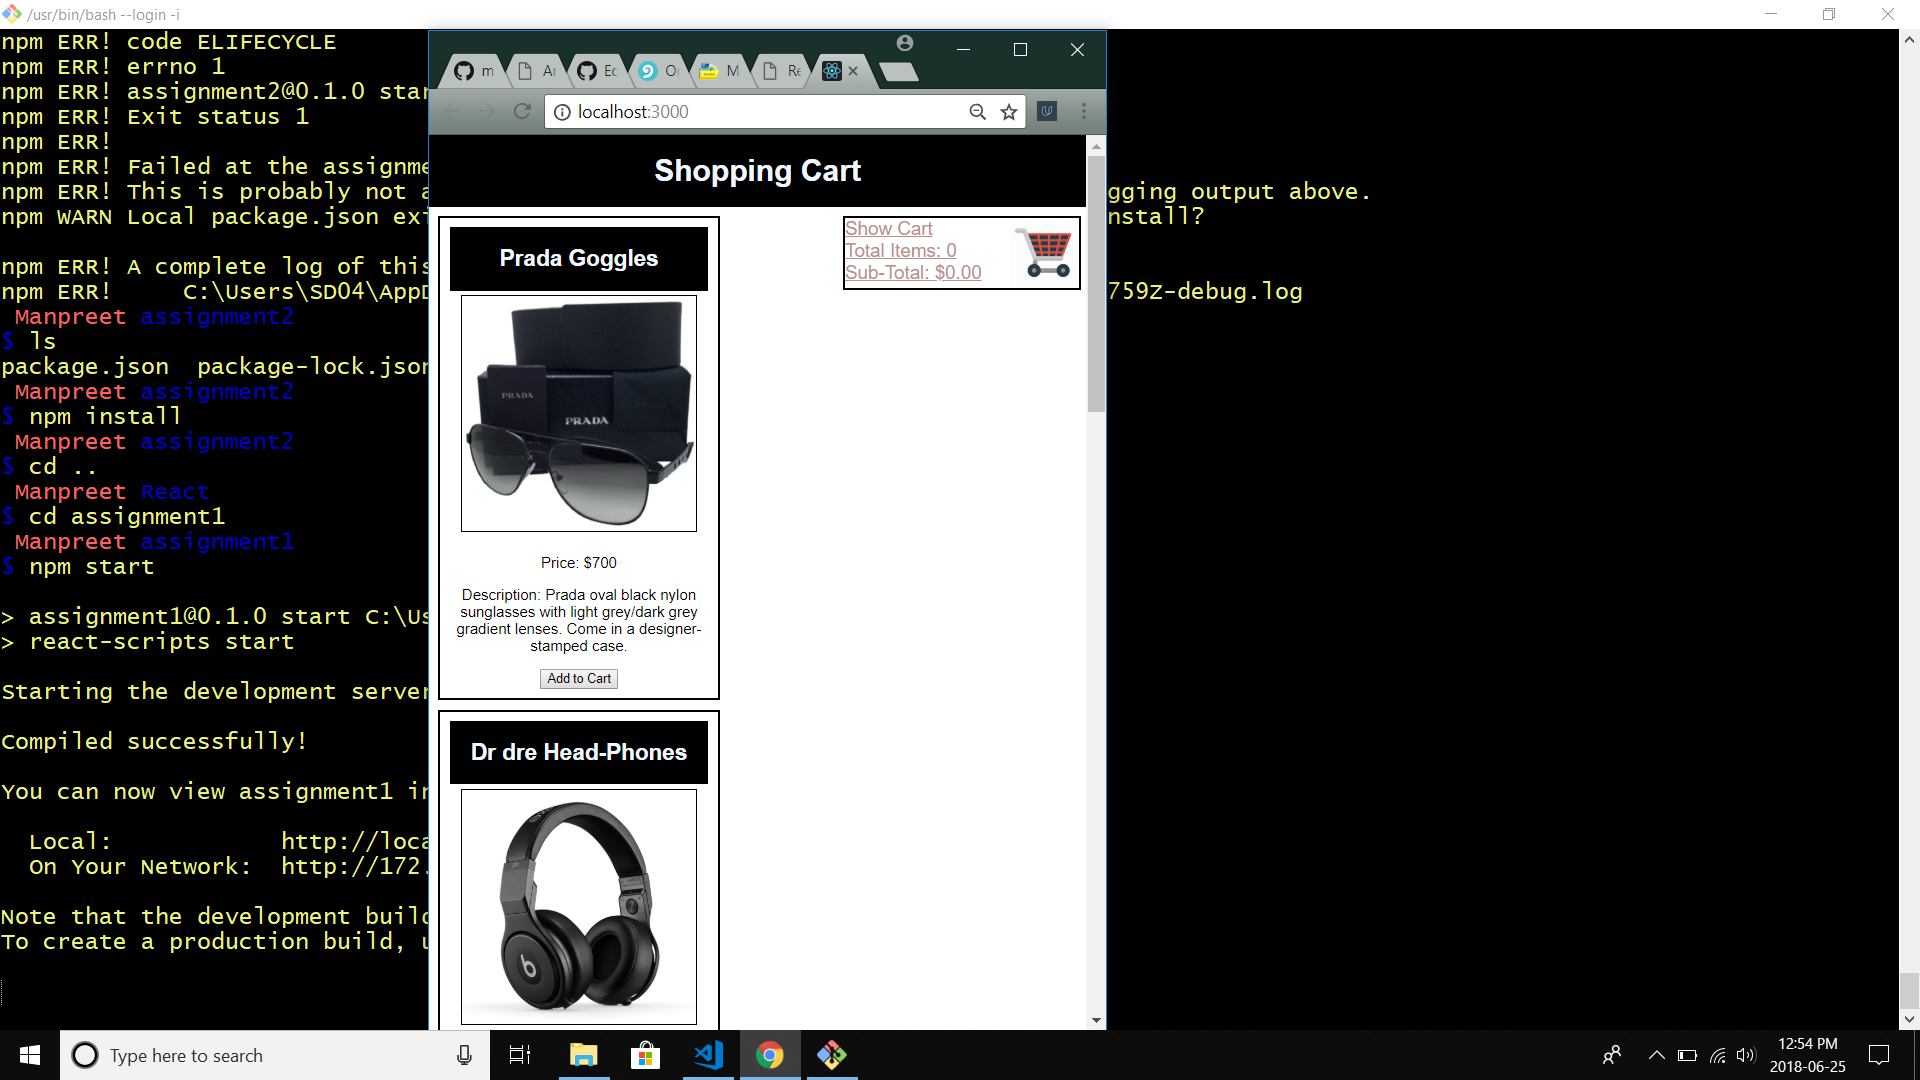 /usr/bin/bash --login -i
npm ERR! code ELIFECYCLE
npm ERR! errno 1
npm ERR! assignment2@0.1.0 star
npm ERR! Exit status 1
npm ERR!
npm ERR! Failed at the assignme
npm ERR! This is probably not a
gging output above.
npm WARN Local package.json exi
nstall?
npm ERR! A complete log of this
npm ERR!     C:\Users\SD04\AppD
759Z-debug.log
Manpreet assignment2
$ ls
package.json  package-lock.json
Manpreet assignment2
$ npm install
Manpreet assignment2
$ cd ..
Manpreet React
$ cd assignment1
Manpreet assignment1
$ npm start
> assignment1@0.1.0 start C:\Us
> react-scripts start
Starting the development server
Compiled successfully!
You can now view assignment1 in
Local:            http://loca
On Your Network:  http://172.
Note that the development build
To create a production build, u
m
Ar
Ec
O
M
Re
localhost:3000
Shopping Cart
Prada Goggles
PRADA
PRADA
Price: $700
Description: Prada oval black nylon
sunglasses with light grey/dark grey
gradient lenses. Come in a designer-
stamped case.
Add to Cart
Show Cart
Total Items: 0
Sub-Total: $0.00
Dr dre Head-Phones
b
Type here to search
12:54 PM
2018-06-25